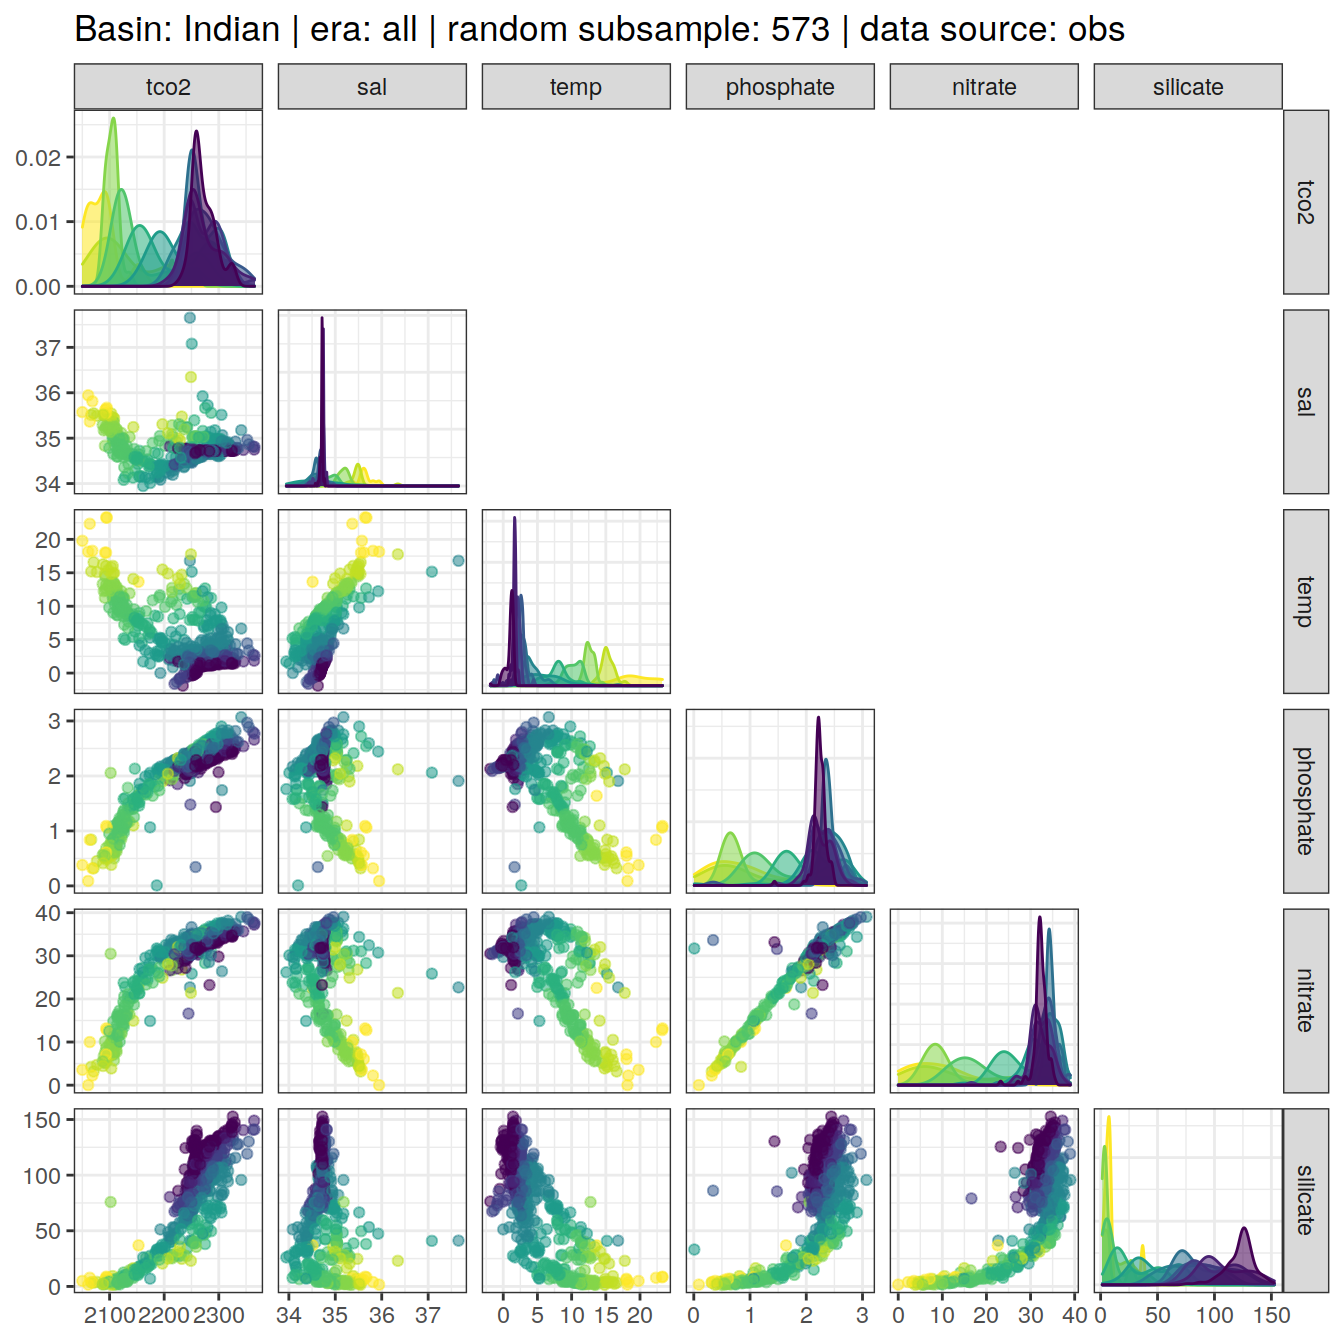 Basin: Indian | era: all | random subsample: 573 | data source: obs
tco2 sal temp phosphate nitrate silicate
0.02
0.01
0.00
tco2
37
36
35
34
sal
20
15
10
5
0
temp
3
2
1
0
phosphate
40
30
20
10
0
nitrate
150
100
50
0
silicate
2100 2200 2300 34 35 36 37 0 5 10 15 20 0 1 2 3 0 10 20 30 40 0 50 100 150